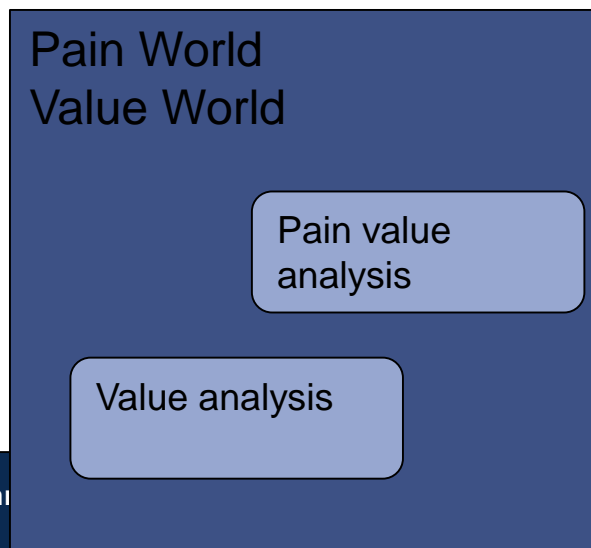 Pain World
Value World
Pain value
analysis
Value analysis